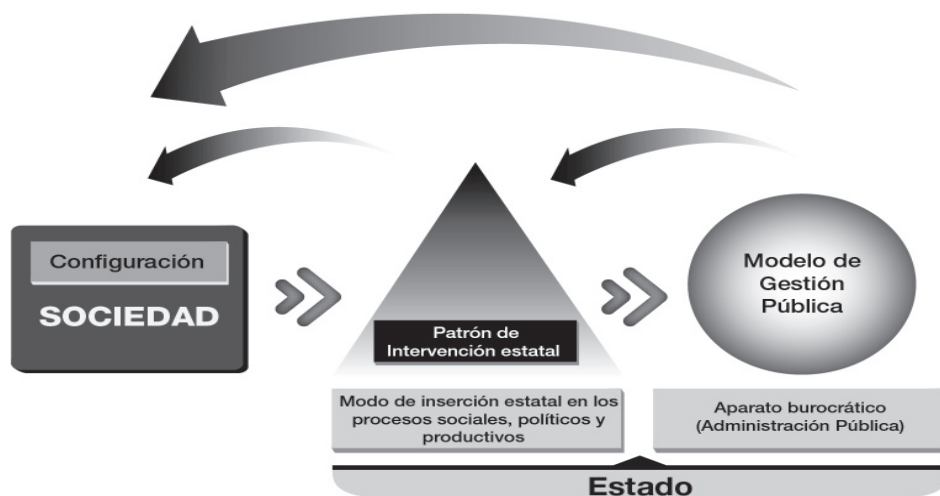 Configuración
SOCIEDAD
Patrón de
Intervención estatal
Modelo de
Gestión
Pública
Modo de inserción estatal en los
procesos sociales, políticos y
productivos
Aparato burocrático
(Administración Pública)
Estado